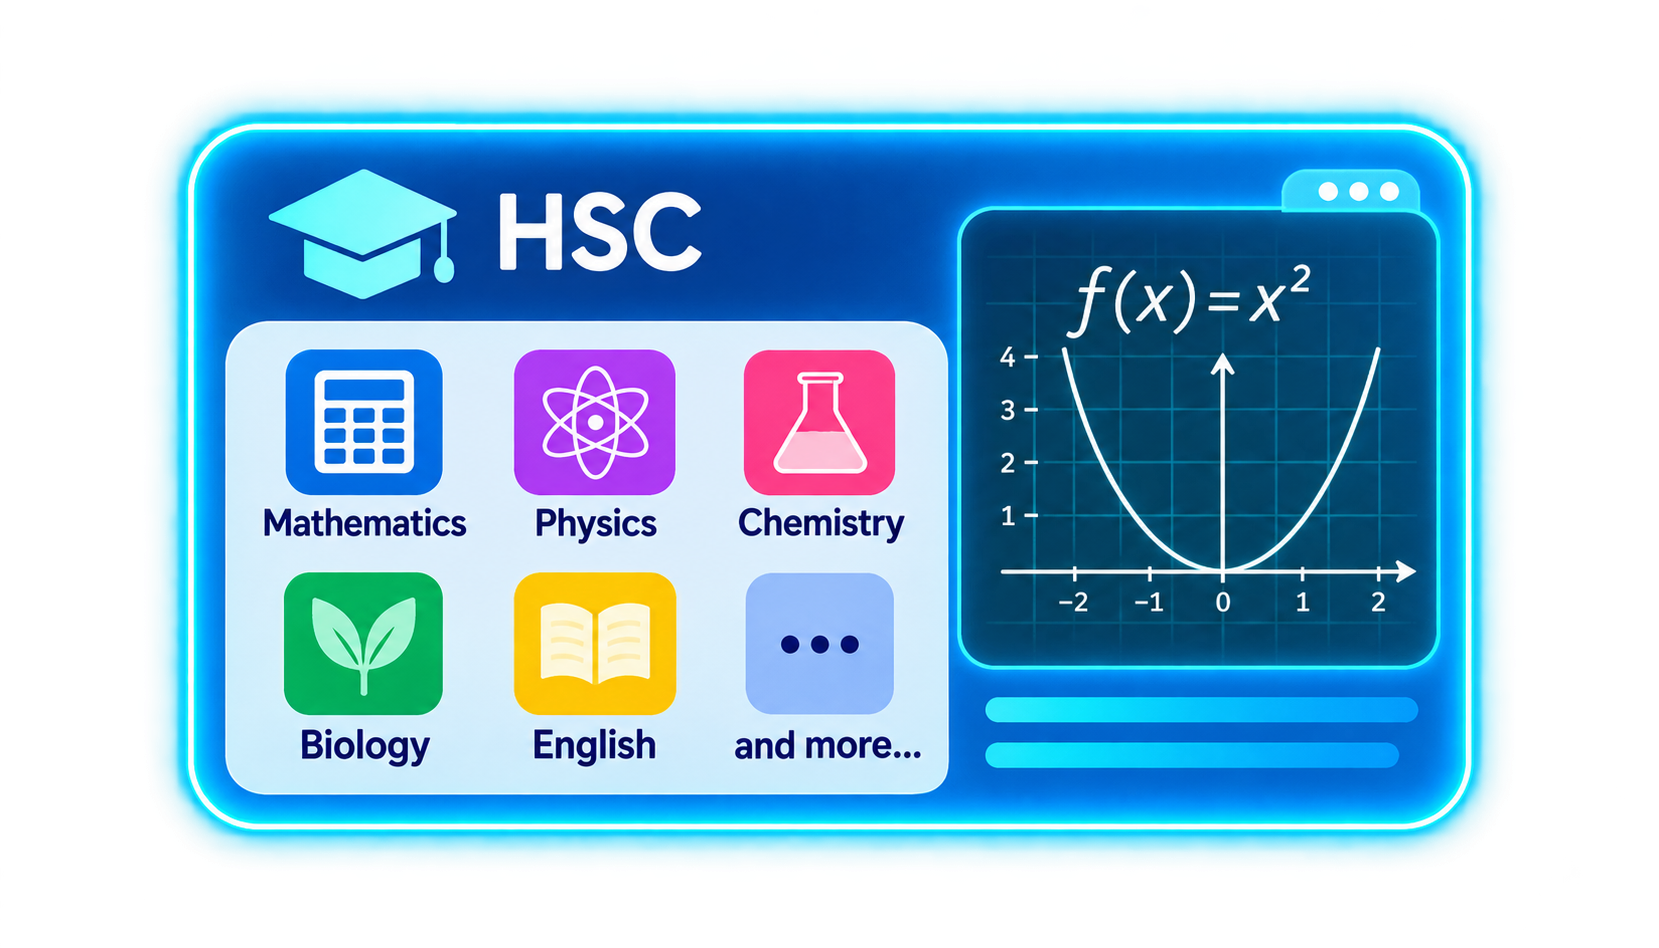 HSC
Mathematics
Physics
Chemistry
Biology
English
and more...
f(x)=x²
4
3
2
1
−2 −1 0 1 2